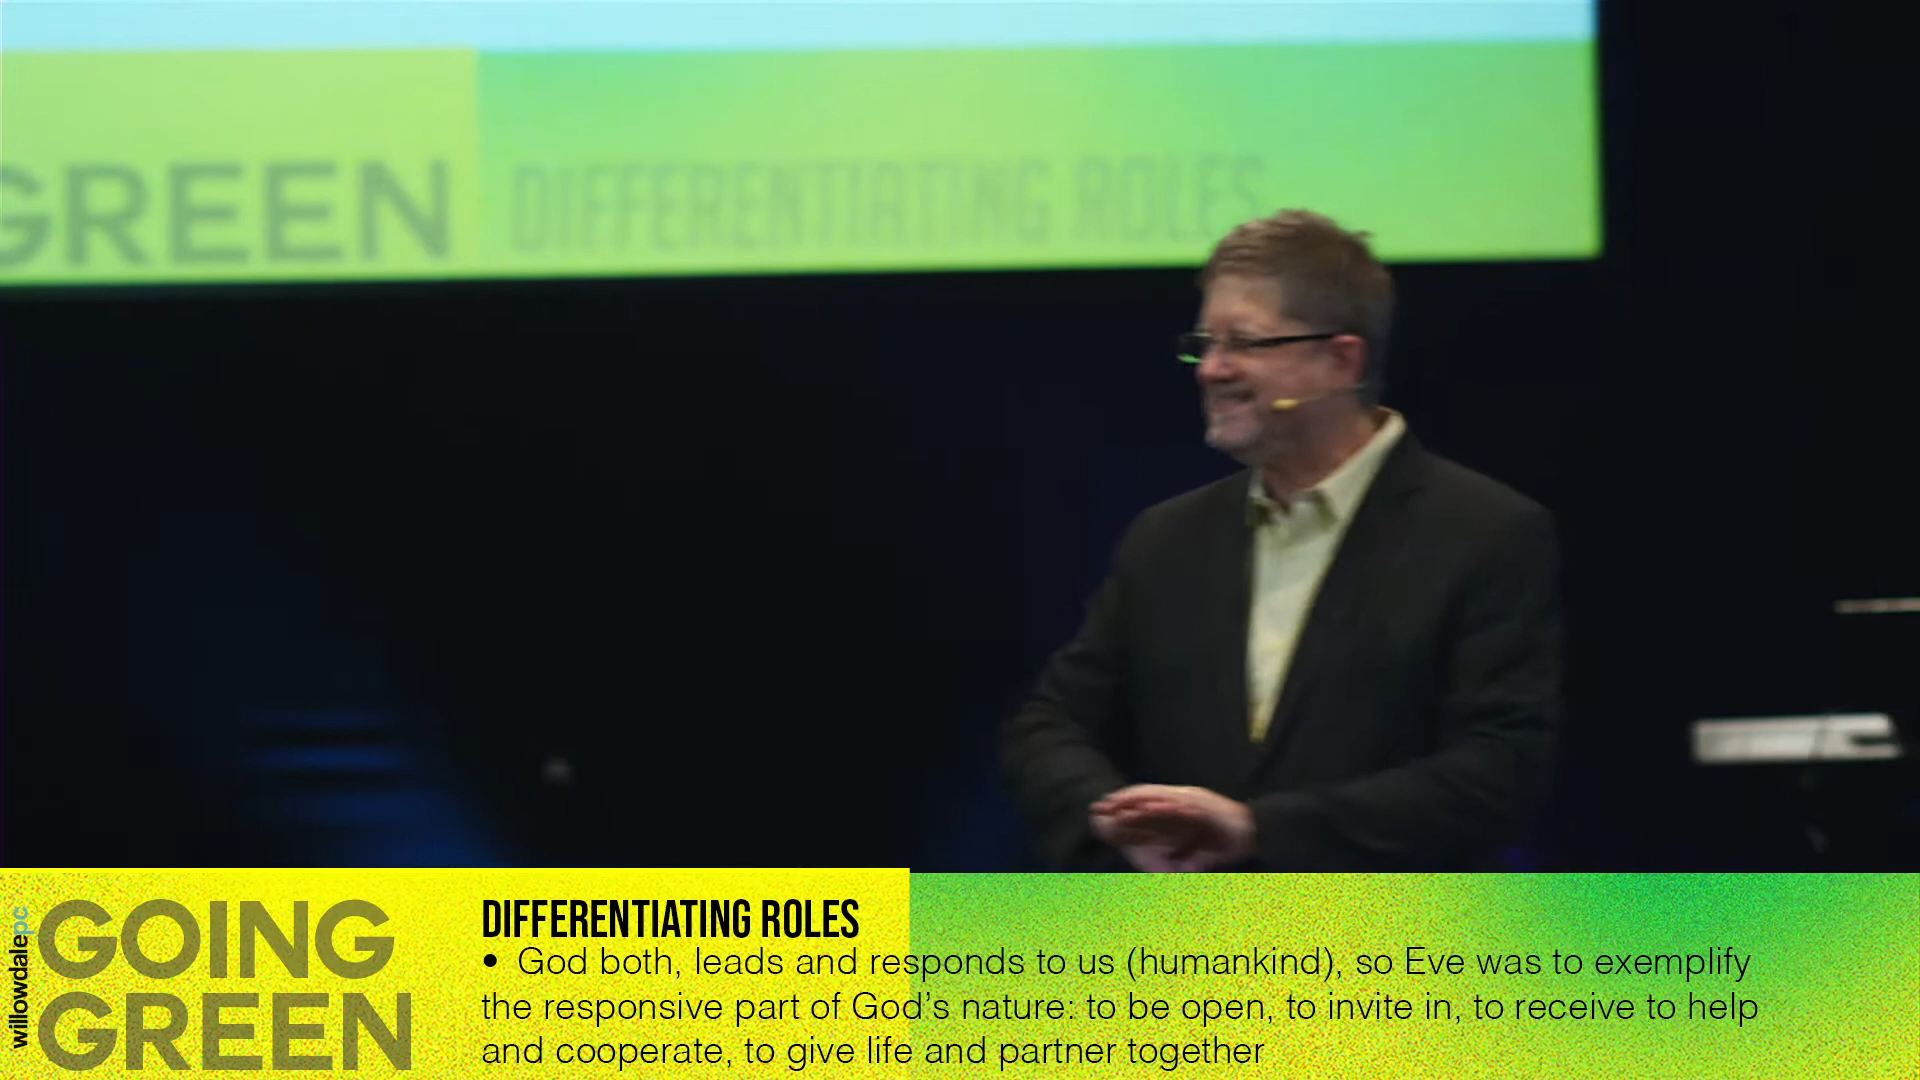 GREEN
DIFFERENTIATING ROLES
willowdalepc
GOING
GREEN
DIFFERENTIATING ROLES
• God both, leads and responds to us (humankind), so Eve was to exemplify
the responsive part of God's nature: to be open, to invite in, to receive to help
and cooperate, to give life and partner together